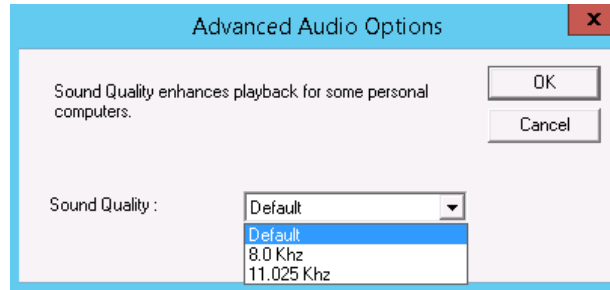 Advanced Audio Options
x
Sound Quality enhances playback for some personal
computers.
OK
Cancel
Sound Quality :
Default
Default
8.0 Khz
11.025 Khz